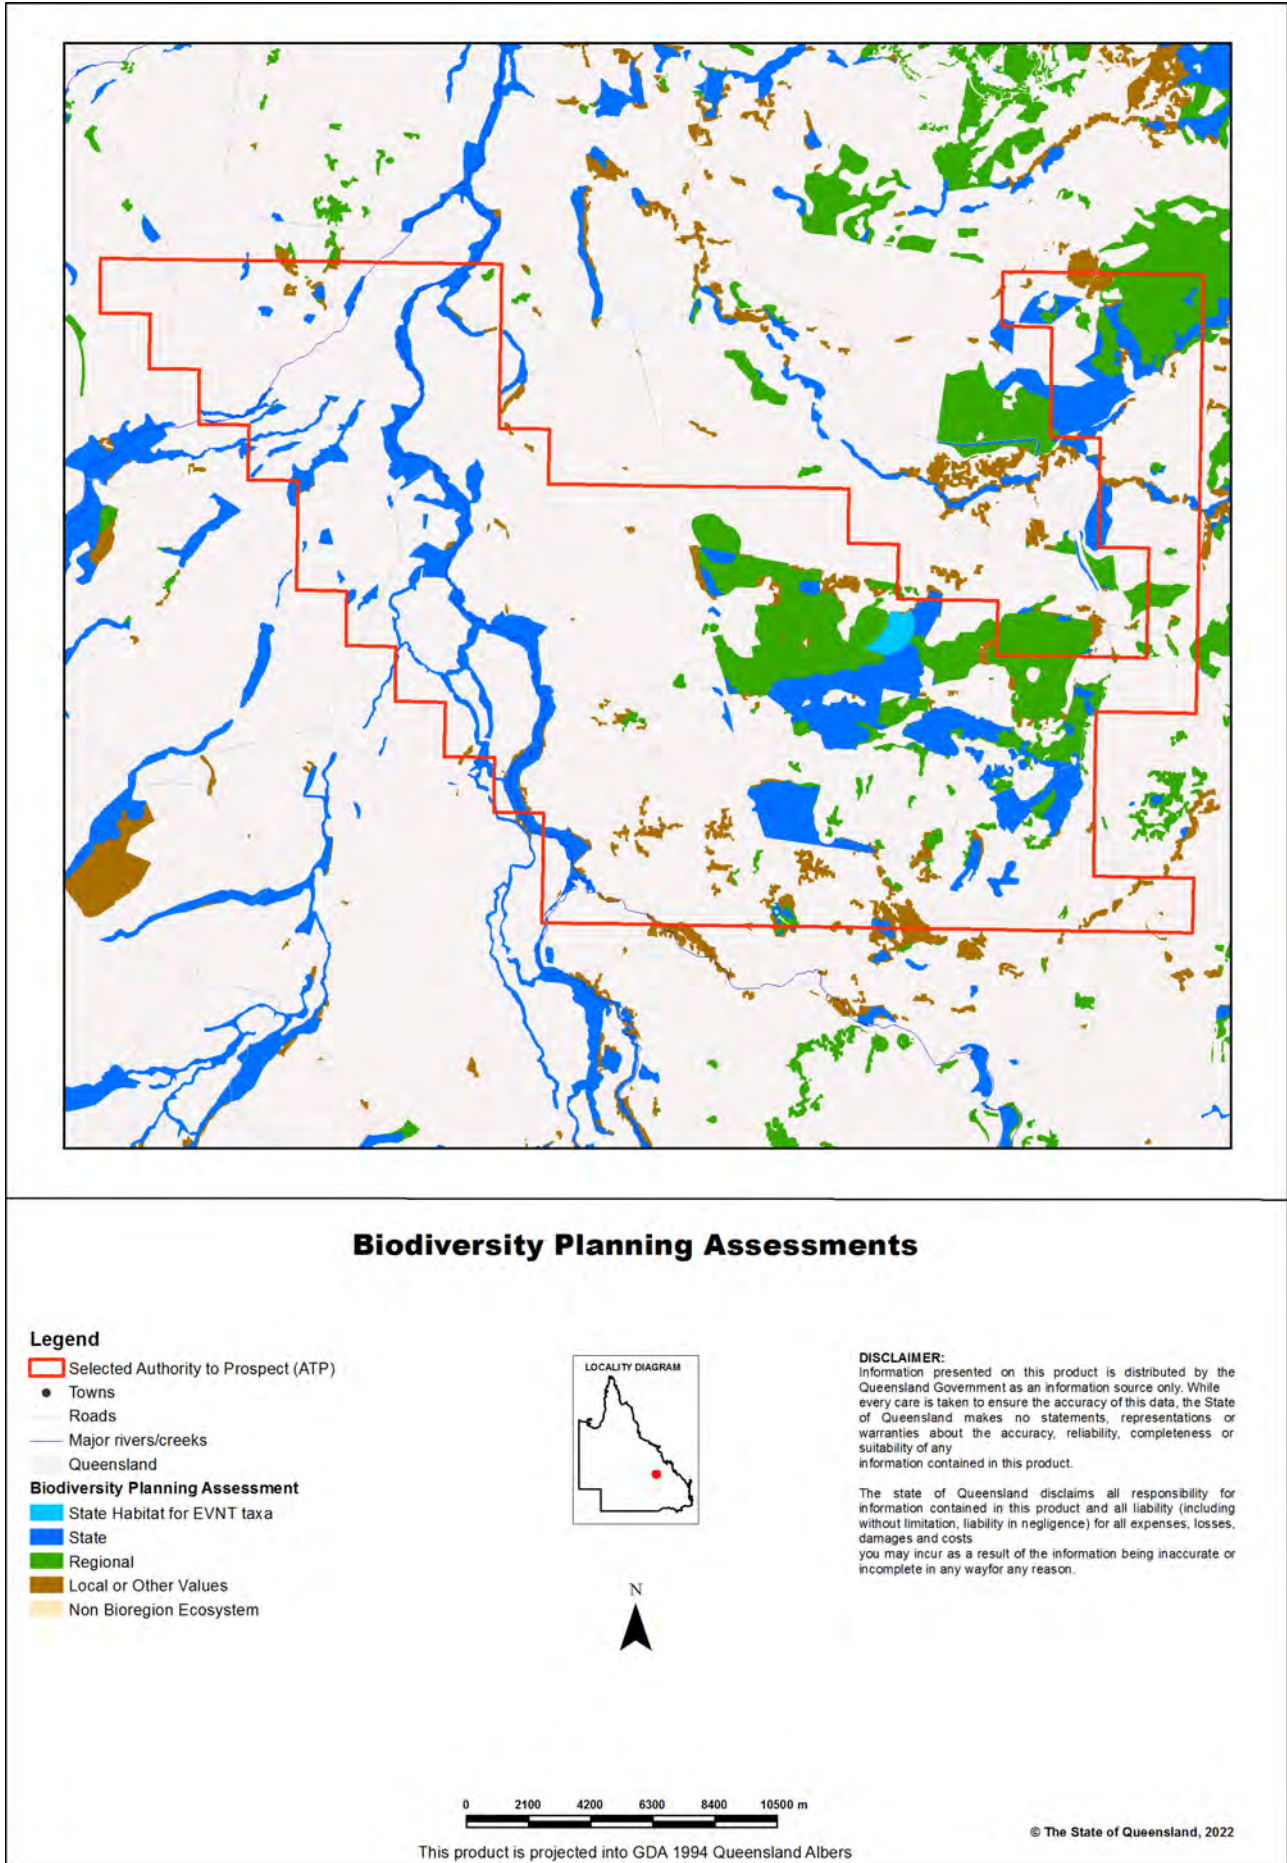 Biodiversity Planning Assessments
Legend
Selected Authority to Prospect (ATP)
Towns
Roads
Major rivers/creeks
Queensland
Biodiversity Planning Assessment
State Habitat for EVNT taxa
State
Regional
Local or Other Values
Non Bioregion Ecosystem
LOCALITY DIAGRAM
N
DISCLAIMER:
Information presented on this product is distributed by the
Queensland Government as an information source only. While
every care is taken to ensure the accuracy of this data, the State
of Queensland makes no statements, representations or
warranties about the accuracy, reliability, completeness or
suitability of any
information contained in this product.
The state of Queensland disclaims all responsibility for
information contained in this product and all liability (including
without limitation, liability in negligence) for all expenses, losses,
damages and costs
you may incur as a result of the information being inaccurate or
incomplete in any wayfor any reason.
0 2100 4200 6300 8400 10500 m
This product is projected into GDA 1994 Queensland Albers
© The State of Queensland, 2022